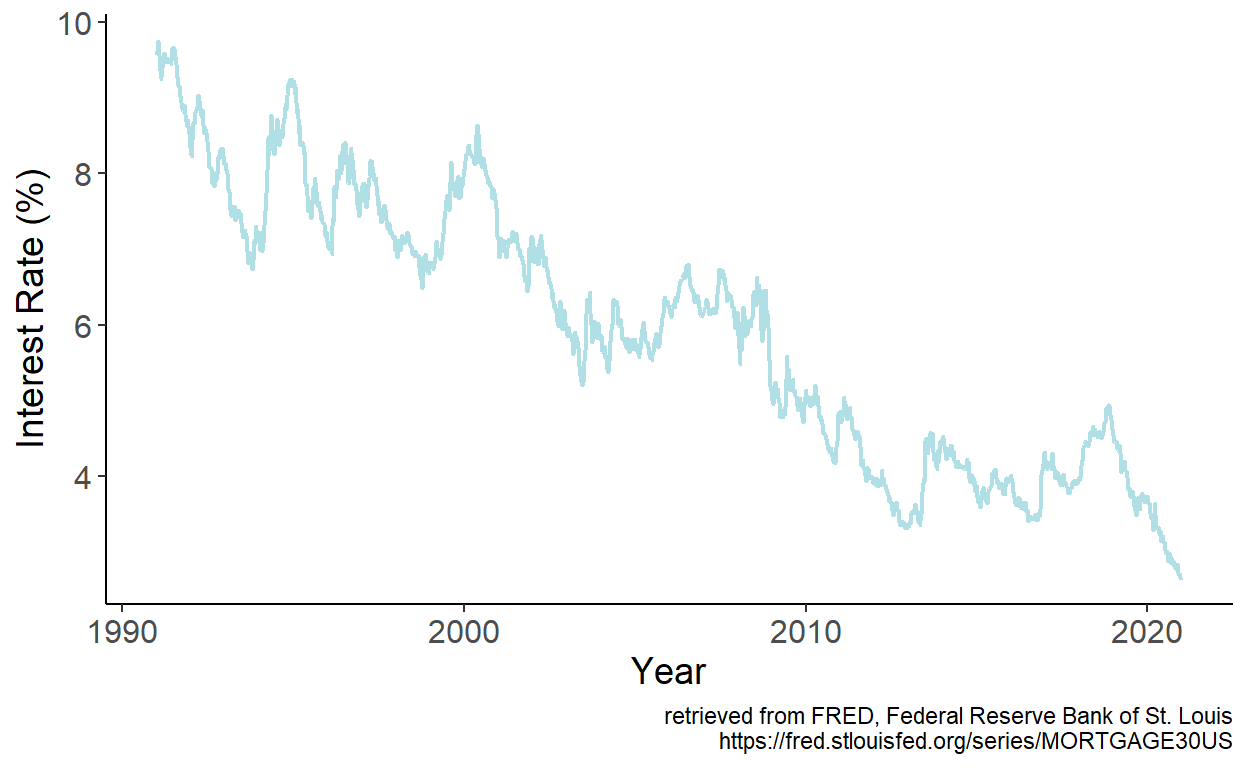 10
8
6
4
Interest Rate (%)
1990 2000 2010 2020
Year
retrieved from FRED, Federal Reserve Bank of St. Louis
https://fred.stlouisfed.org/series/MORTGAGE30US